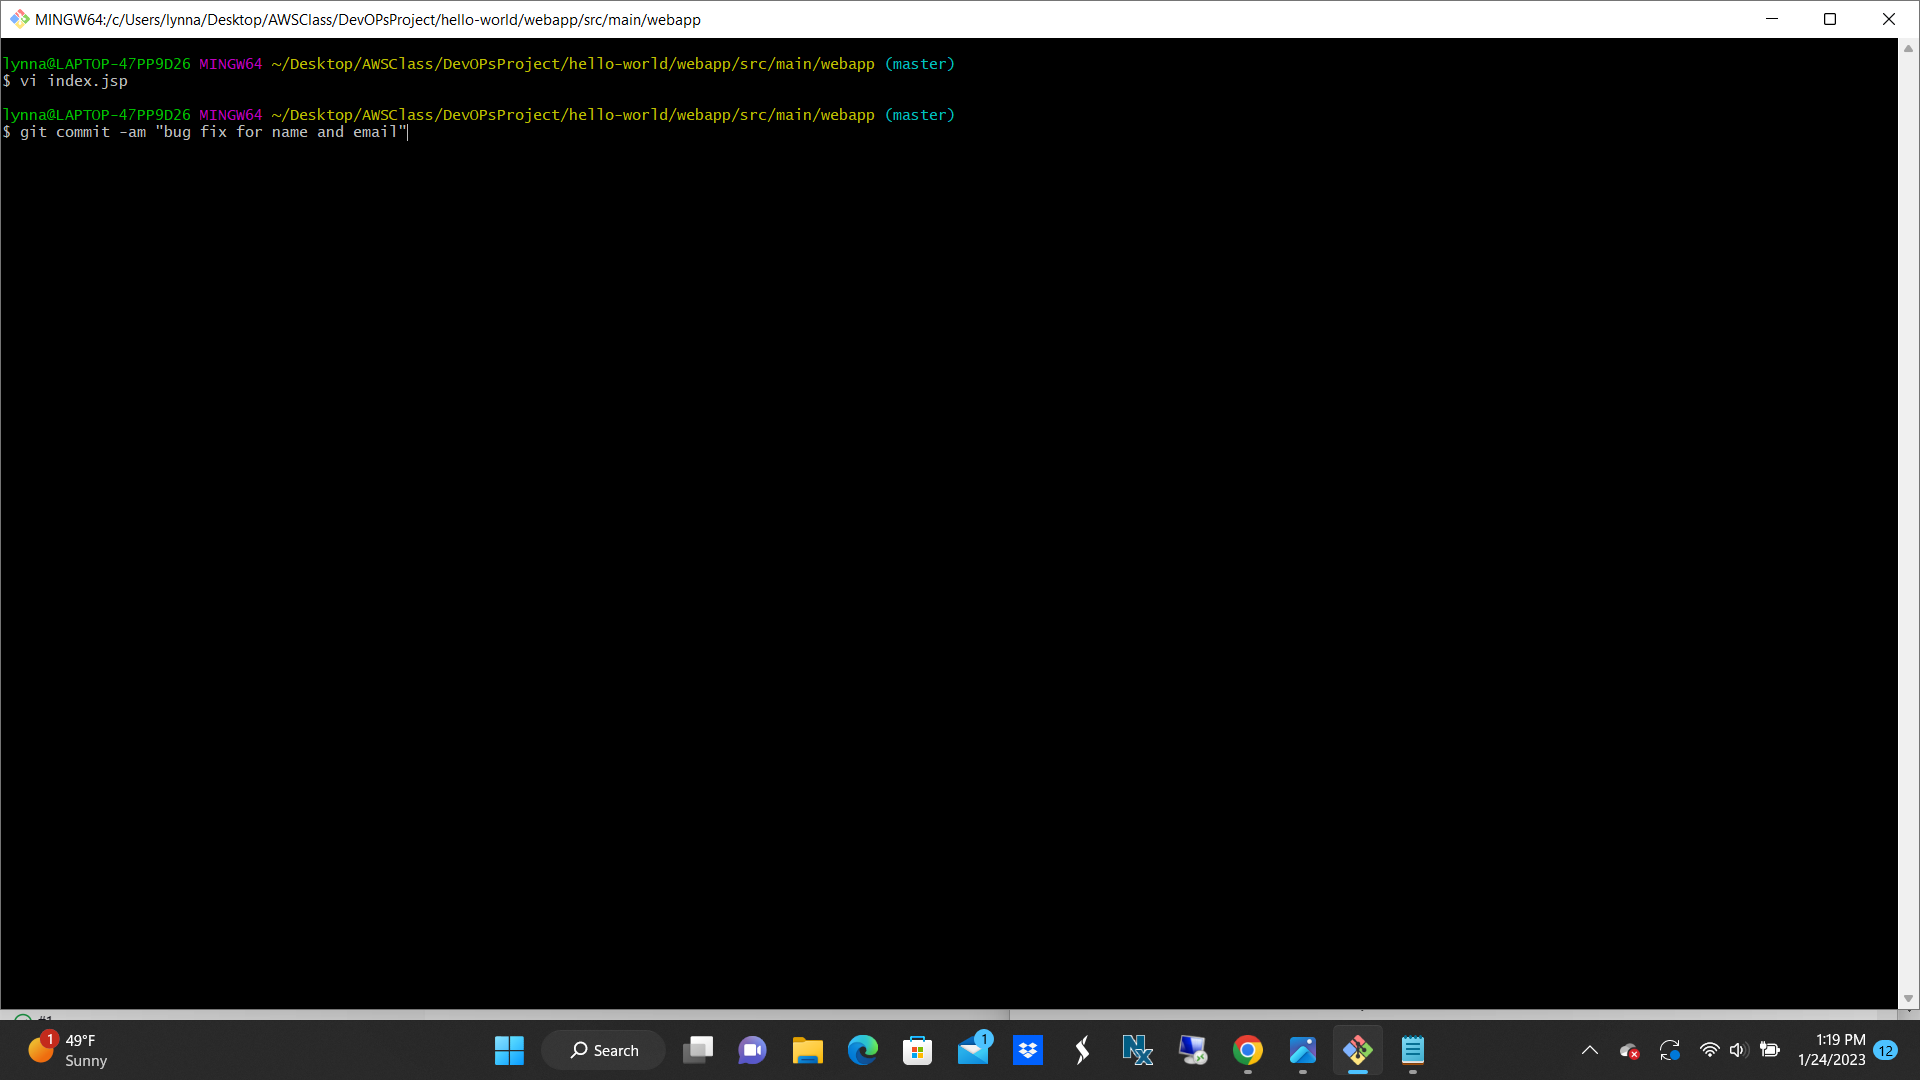 MINGW64:/c/Users/lynna/Desktop/AWSClass/DevOPsProject/hello-world/webapp/src/main/webapp
lynna@LAPTOP-47PP9D26 MINGW64 ~/Desktop/AWSClass/DevOPsProject/hello-world/webapp/src/main/webapp (master)
$ vi index.jsp
lynna@LAPTOP-47PP9D26 MINGW64 ~/Desktop/AWSClass/DevOPsProject/hello-world/webapp/src/main/webapp (master)
$ git commit -am "bug fix for name and email"
1
49°F
Sunny
Search
1
Nx
1:19 PM
1/24/2023
12